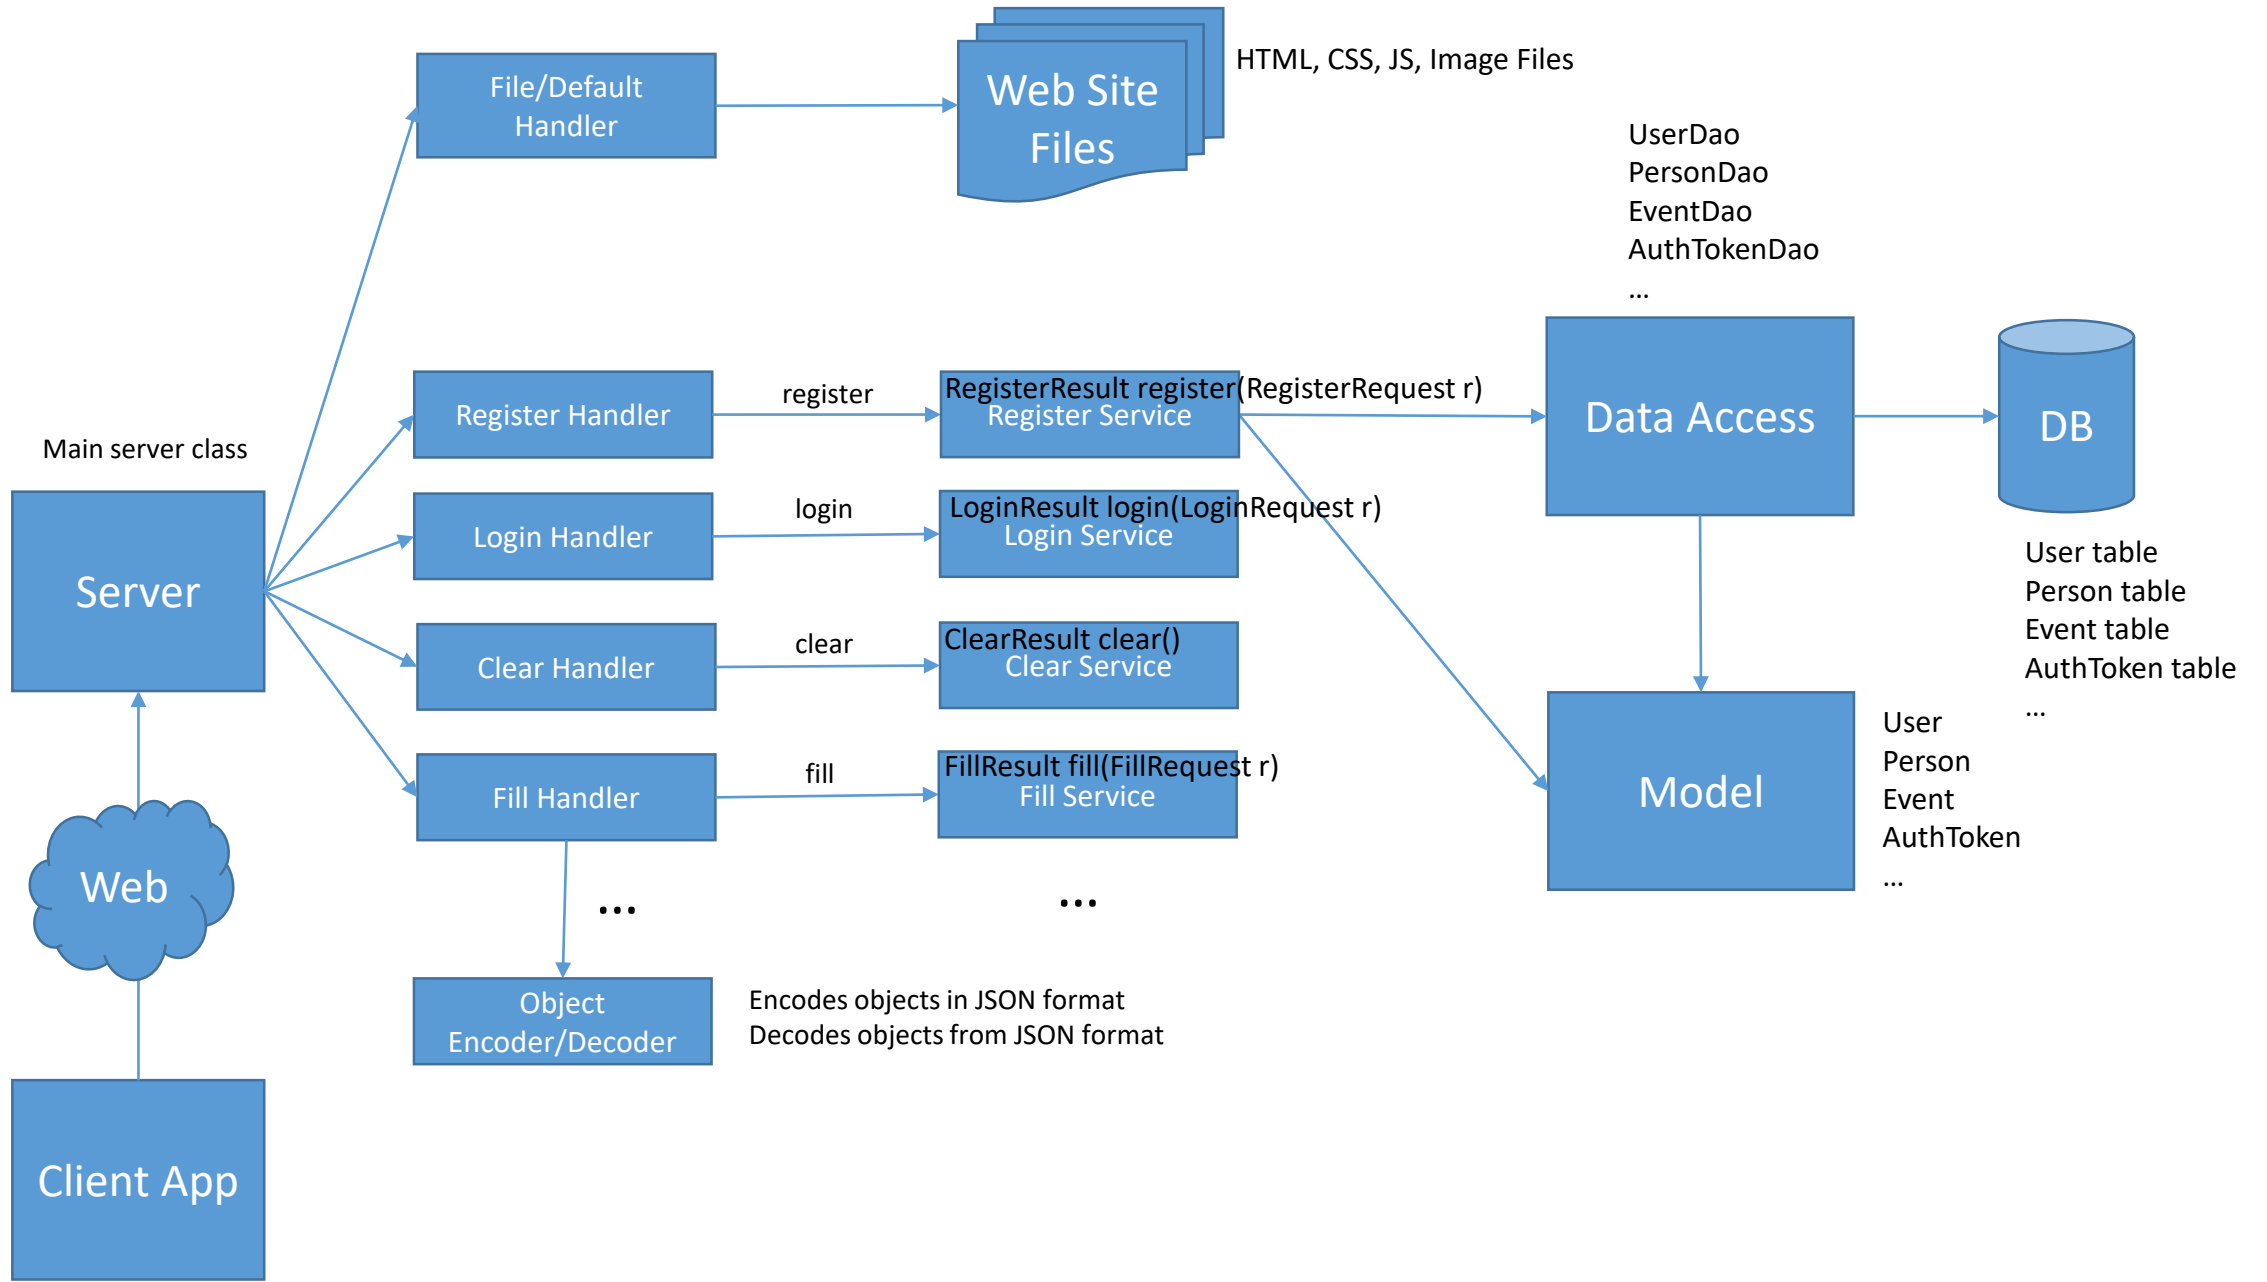 File/Default
Handler
Web Site
Files
HTML, CSS, JS, Image Files
UserDao
PersonDao
EventDao
AuthTokenDao
...
Main server class
Server
Register Handler
register
RegisterResult register(RegisterRequest r)
Register Service
Data Access
DB
Login Handler
login
LoginResult login(LoginRequest r)
Login Service
User table
Person table
Event table
AuthToken table
...
Clear Handler
clear
ClearResult clear()
Clear Service
Fill Handler
fill
FillResult fill(FillRequest r)
Fill Service
Model
User
Person
Event
AuthToken
...
Web
...
...
Object
Encoder/Decoder
Encodes objects in JSON format
Decodes objects from JSON format
Client App